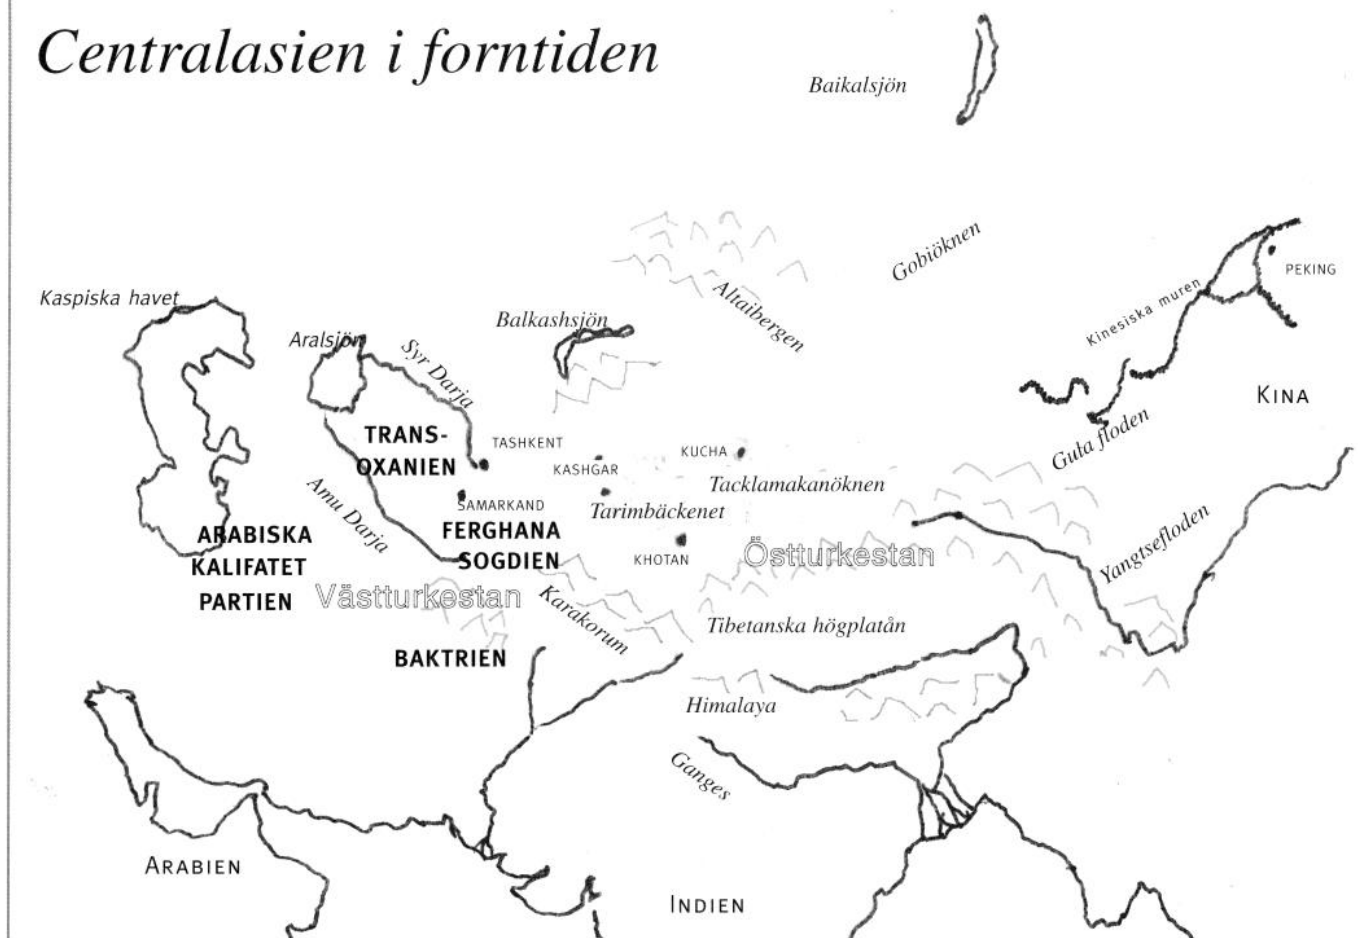 Centralasien i forntiden
Baikalsjön
Gobiöknen
Kaspiska havet
Altaibergen
PEKING
Kinesiska muren
Balkashsjön
Aralsjön
Syr Darja
KINA
TRANS-
OXANIEN
TASHKENT
KASHGAR
KUCHA
Guta floden
Tacklamakanöknen
Amu Darja
SAMARKAND
Tarimbäckenet
FERGHANA
SOGDIEN
ARABISKA
KALIFATET
PARTIEN
KHOTAN
Östturkestan
Yangtsefloden
Västturkestan
Karakorum
Tibetanska högplatån
BAKTRIEN
Himalaya
Ganges
ARABIEN
INDIEN